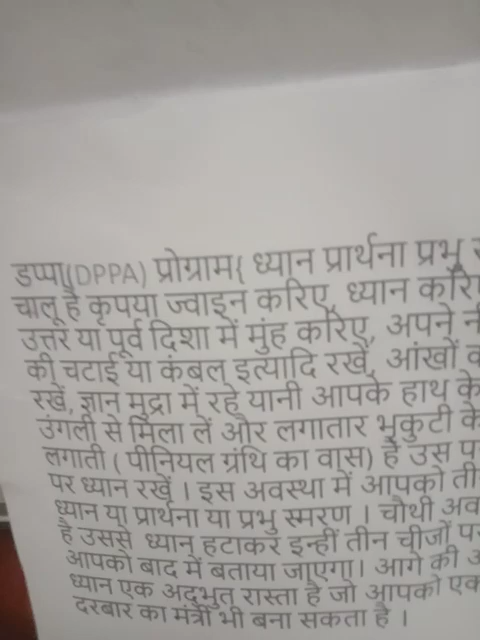 डप्पा(DPPA) प्रोग्राम{ ध्यान प्रार्थना प्रभु
चालू है कृपया ज्वाइन करिए, ध्यान
उत्तर या पूर्व दिशा में मुंह करिए, अपने
की चटाई या कंबल इत्यादि रखें, आंखों
रखें, ज्ञान मुद्रा में रहे यानी आपके हाथ के
उंगली से मिला लें और लगातार भृकुटी के
लगाती ( पीनियल ग्रंथि का वास) है उस
पर ध्यान रखें । इस अवस्था में आपको
ध्यान या प्रार्थना या प्रभु स्मरण । चौथी
है उससे ध्यान हटाकर इन्हीं तीन चीजों
आपको बाद में बताया जाएगा। आगे की
ध्यान एक अद्भुत रास्ता है जो आपको एक
दरबार का मंत्री भी बना सकता है ।